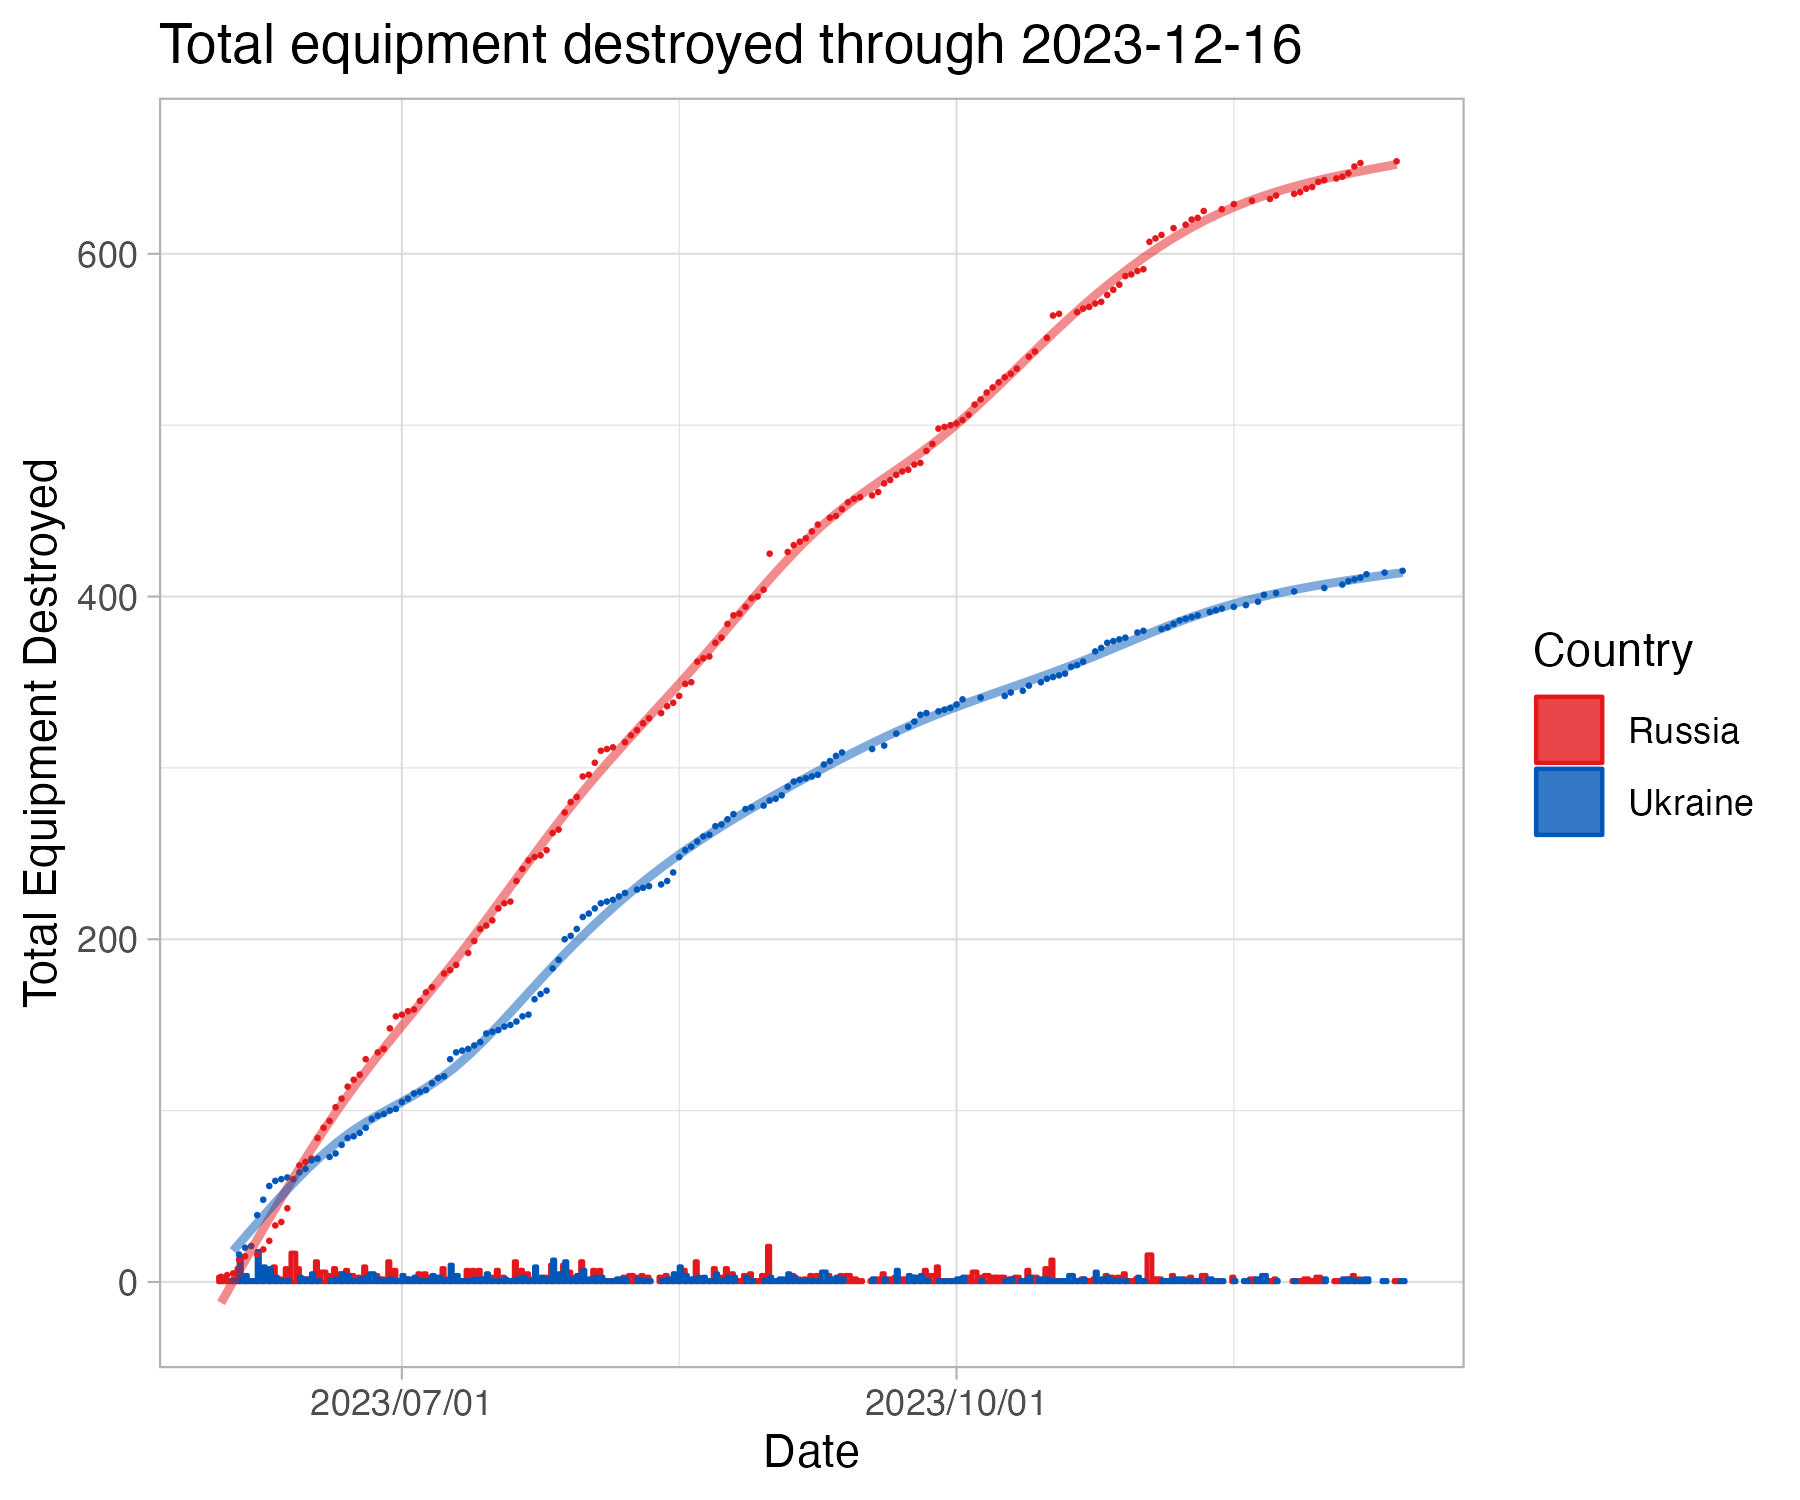 Total equipment destroyed through 2023-12-16
Total Equipment Destroyed
600
400
200
0
2023/07/01
2023/10/01
Date
Country
Russia
Ukraine